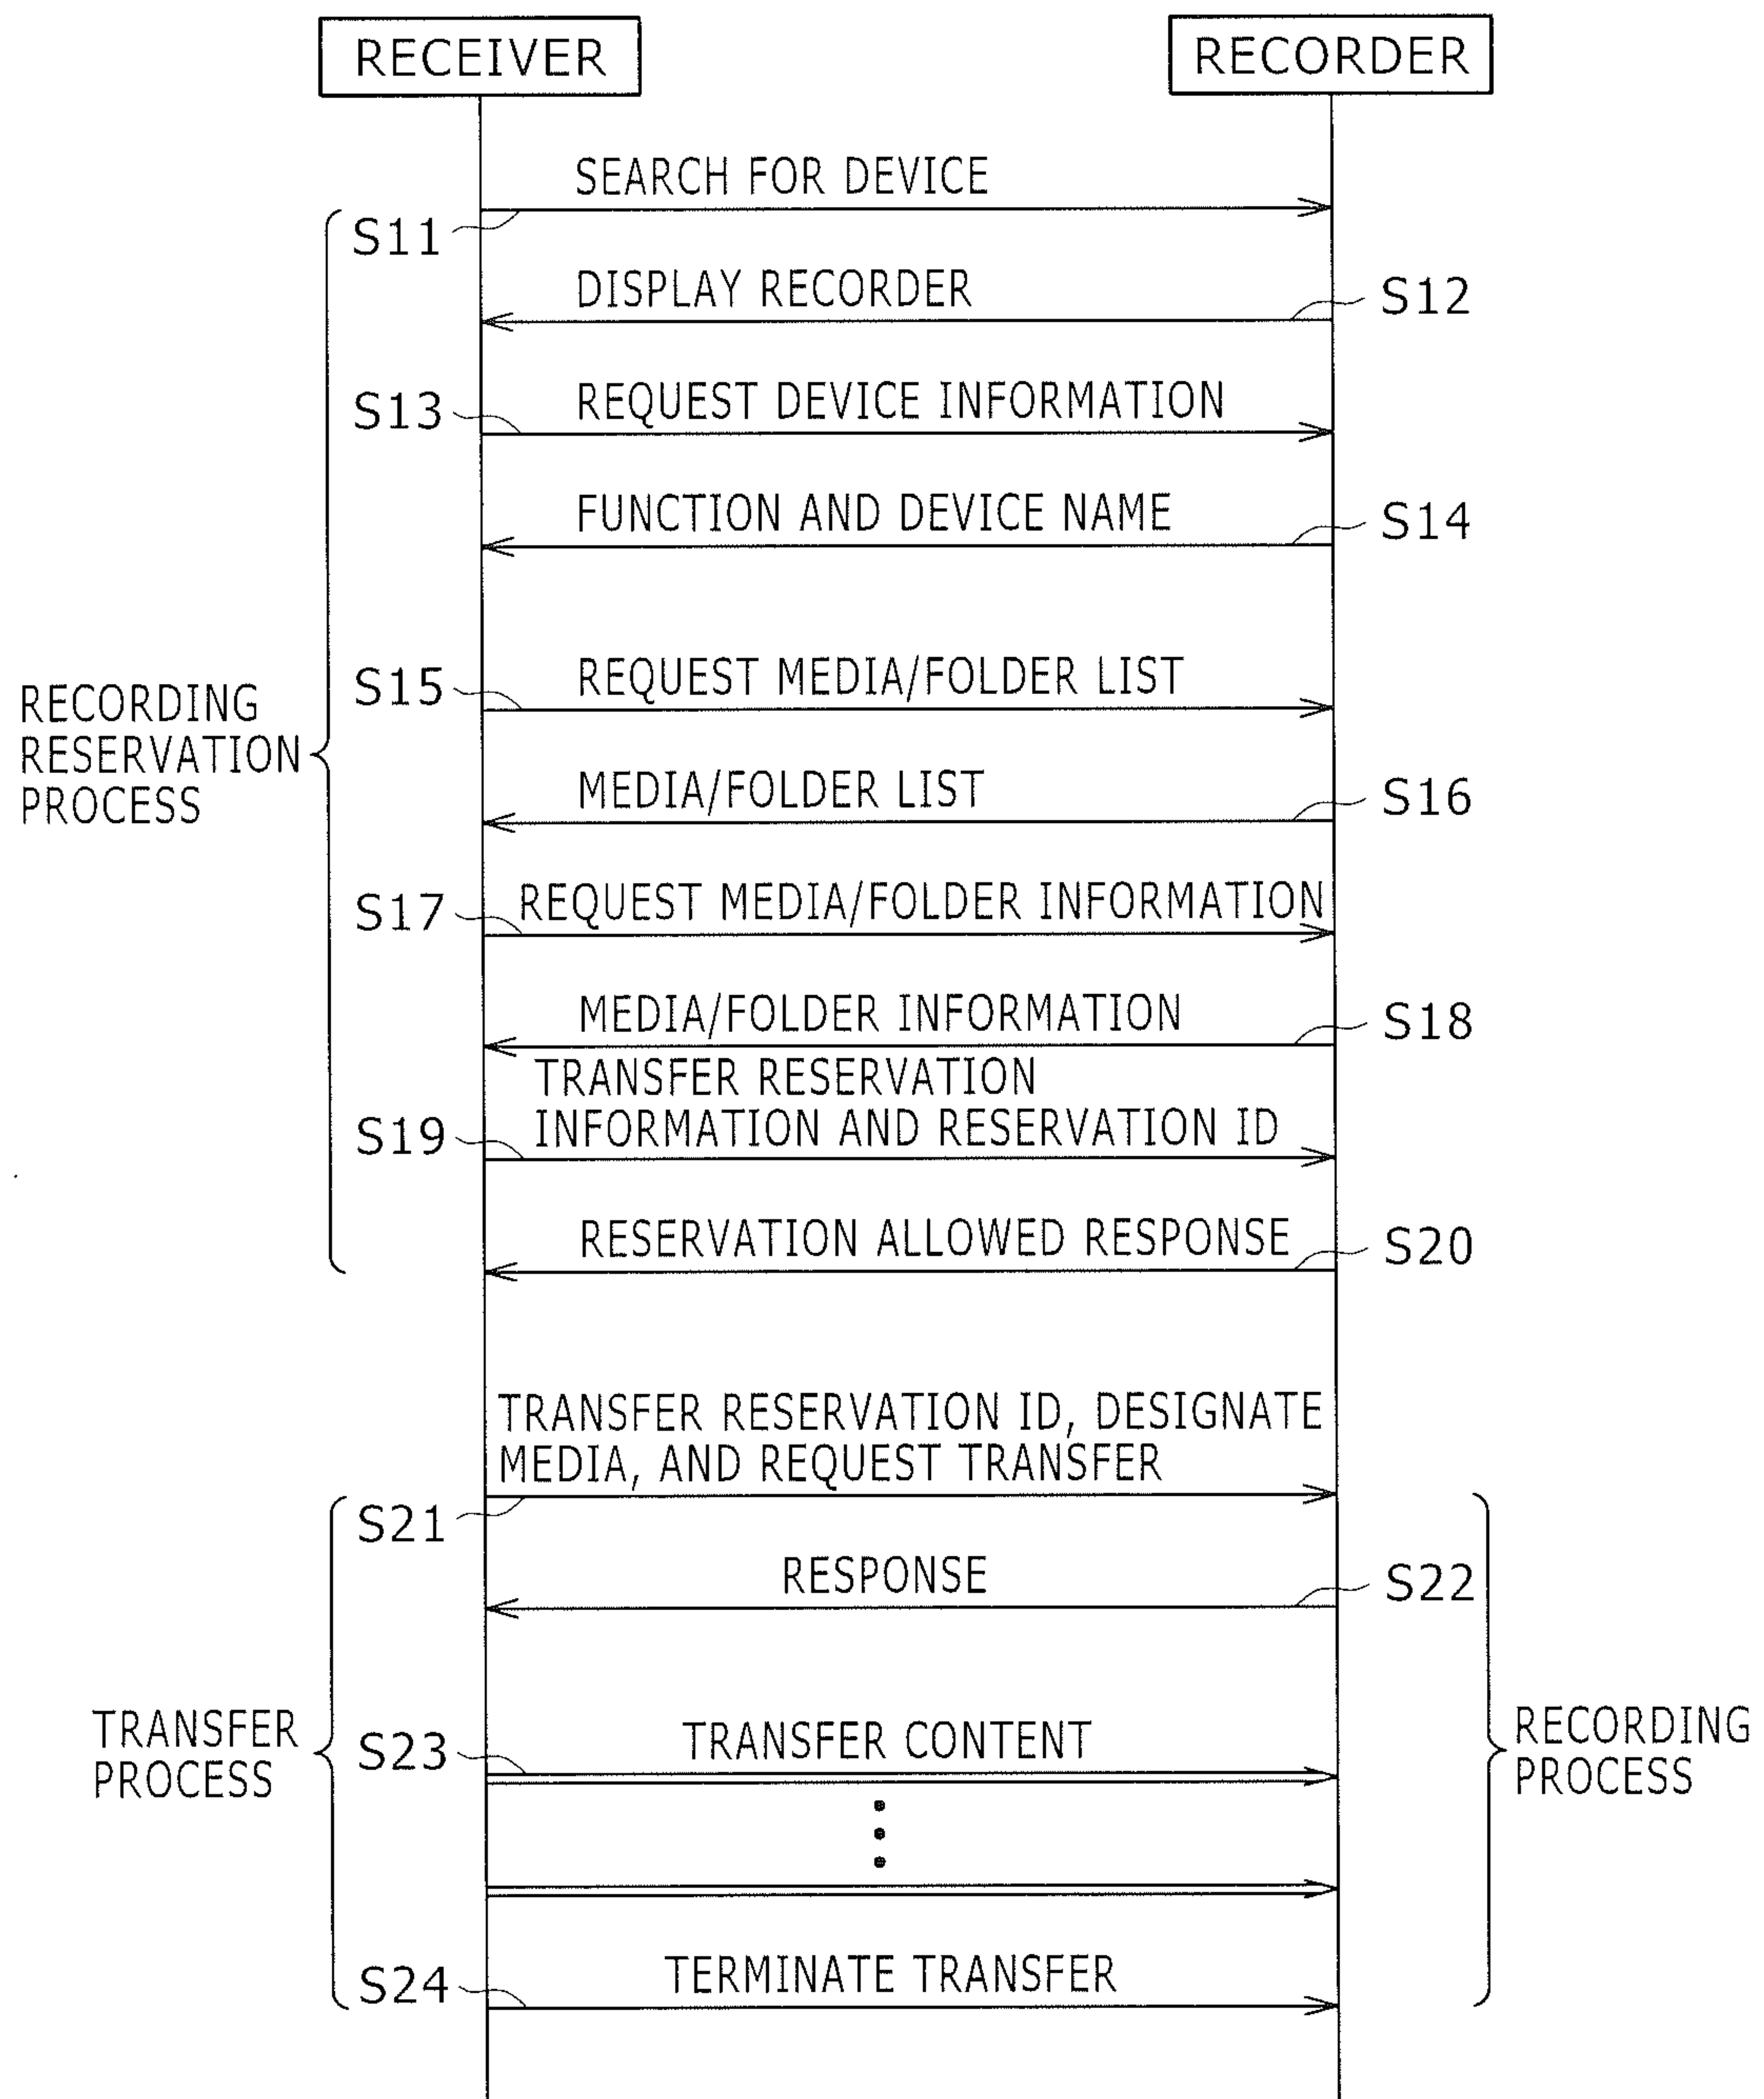 RECEIVER
RECORDER
SEARCH FOR DEVICE
S11
DISPLAY RECORDER
S12
REQUEST DEVICE INFORMATION
S13
FUNCTION AND DEVICE NAME
S14
REQUEST MEDIA/FOLDER LIST
S15
RECORDING
RESERVATION
PROCESS
MEDIA/FOLDER LIST
S16
REQUEST MEDIA/FOLDER INFORMATION
S17
MEDIA/FOLDER INFORMATION
S18
TRANSFER RESERVATION
INFORMATION AND RESERVATION ID
S19
RESERVATION ALLOWED RESPONSE
S20
TRANSFER RESERVATION ID, DESIGNATE
MEDIA, AND REQUEST TRANSFER
S21
RESPONSE
S22
TRANSFER
PROCESS
S23
TRANSFER CONTENT
RECORDING
PROCESS
TERMINATE TRANSFER
S24